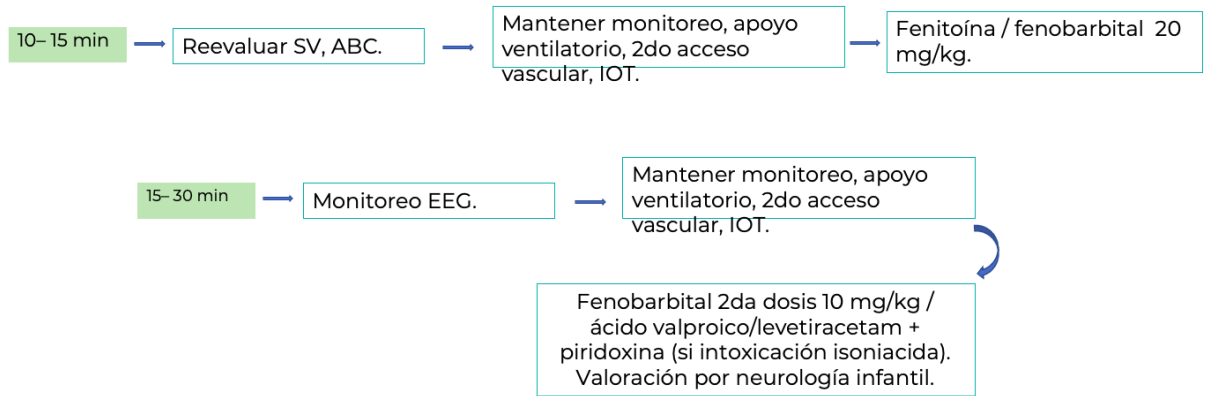 10– 15 min
Reevaluar SV, ABC.
Mantener monitoreo, apoyo
ventilatorio, 2do acceso
vascular, IOT.
Fenitoína / fenobarbital  20
mg/kg.
15– 30 min
Monitoreo EEG.
Mantener monitoreo, apoyo
ventilatorio, 2do acceso
vascular, IOT.
Fenobarbital 2da dosis 10 mg/kg /
ácido valproico/levetiracetam +
piridoxina (si intoxicación isoniacida).
Valoración por neurología infantil.